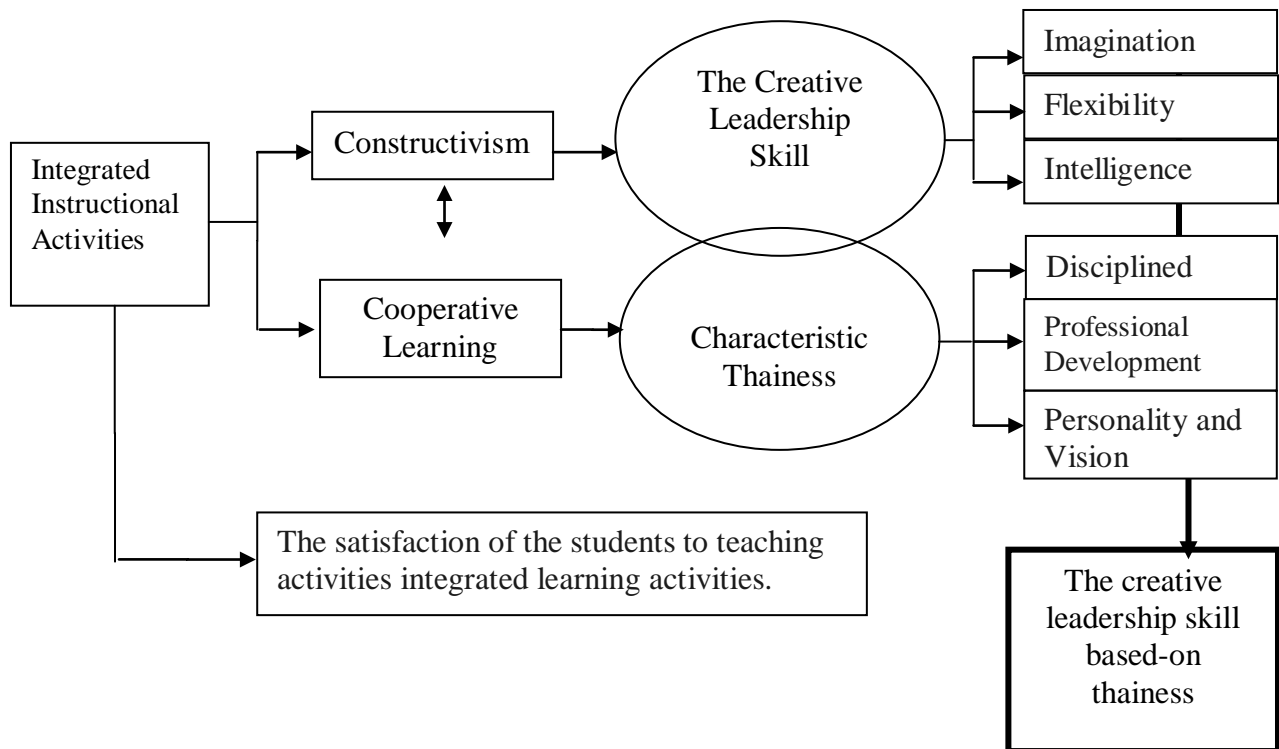 Integrated
Instructional
Activities
Constructivism
Cooperative
Learning
The Creative
Leadership
Skill
Characteristic
Thainess
Imagination
Flexibility
Intelligence
Disciplined
Professional
Development
Personality and
Vision
The satisfaction of the students to teaching
activities integrated learning activities.
The creative
leadership skill
based-on
thainess